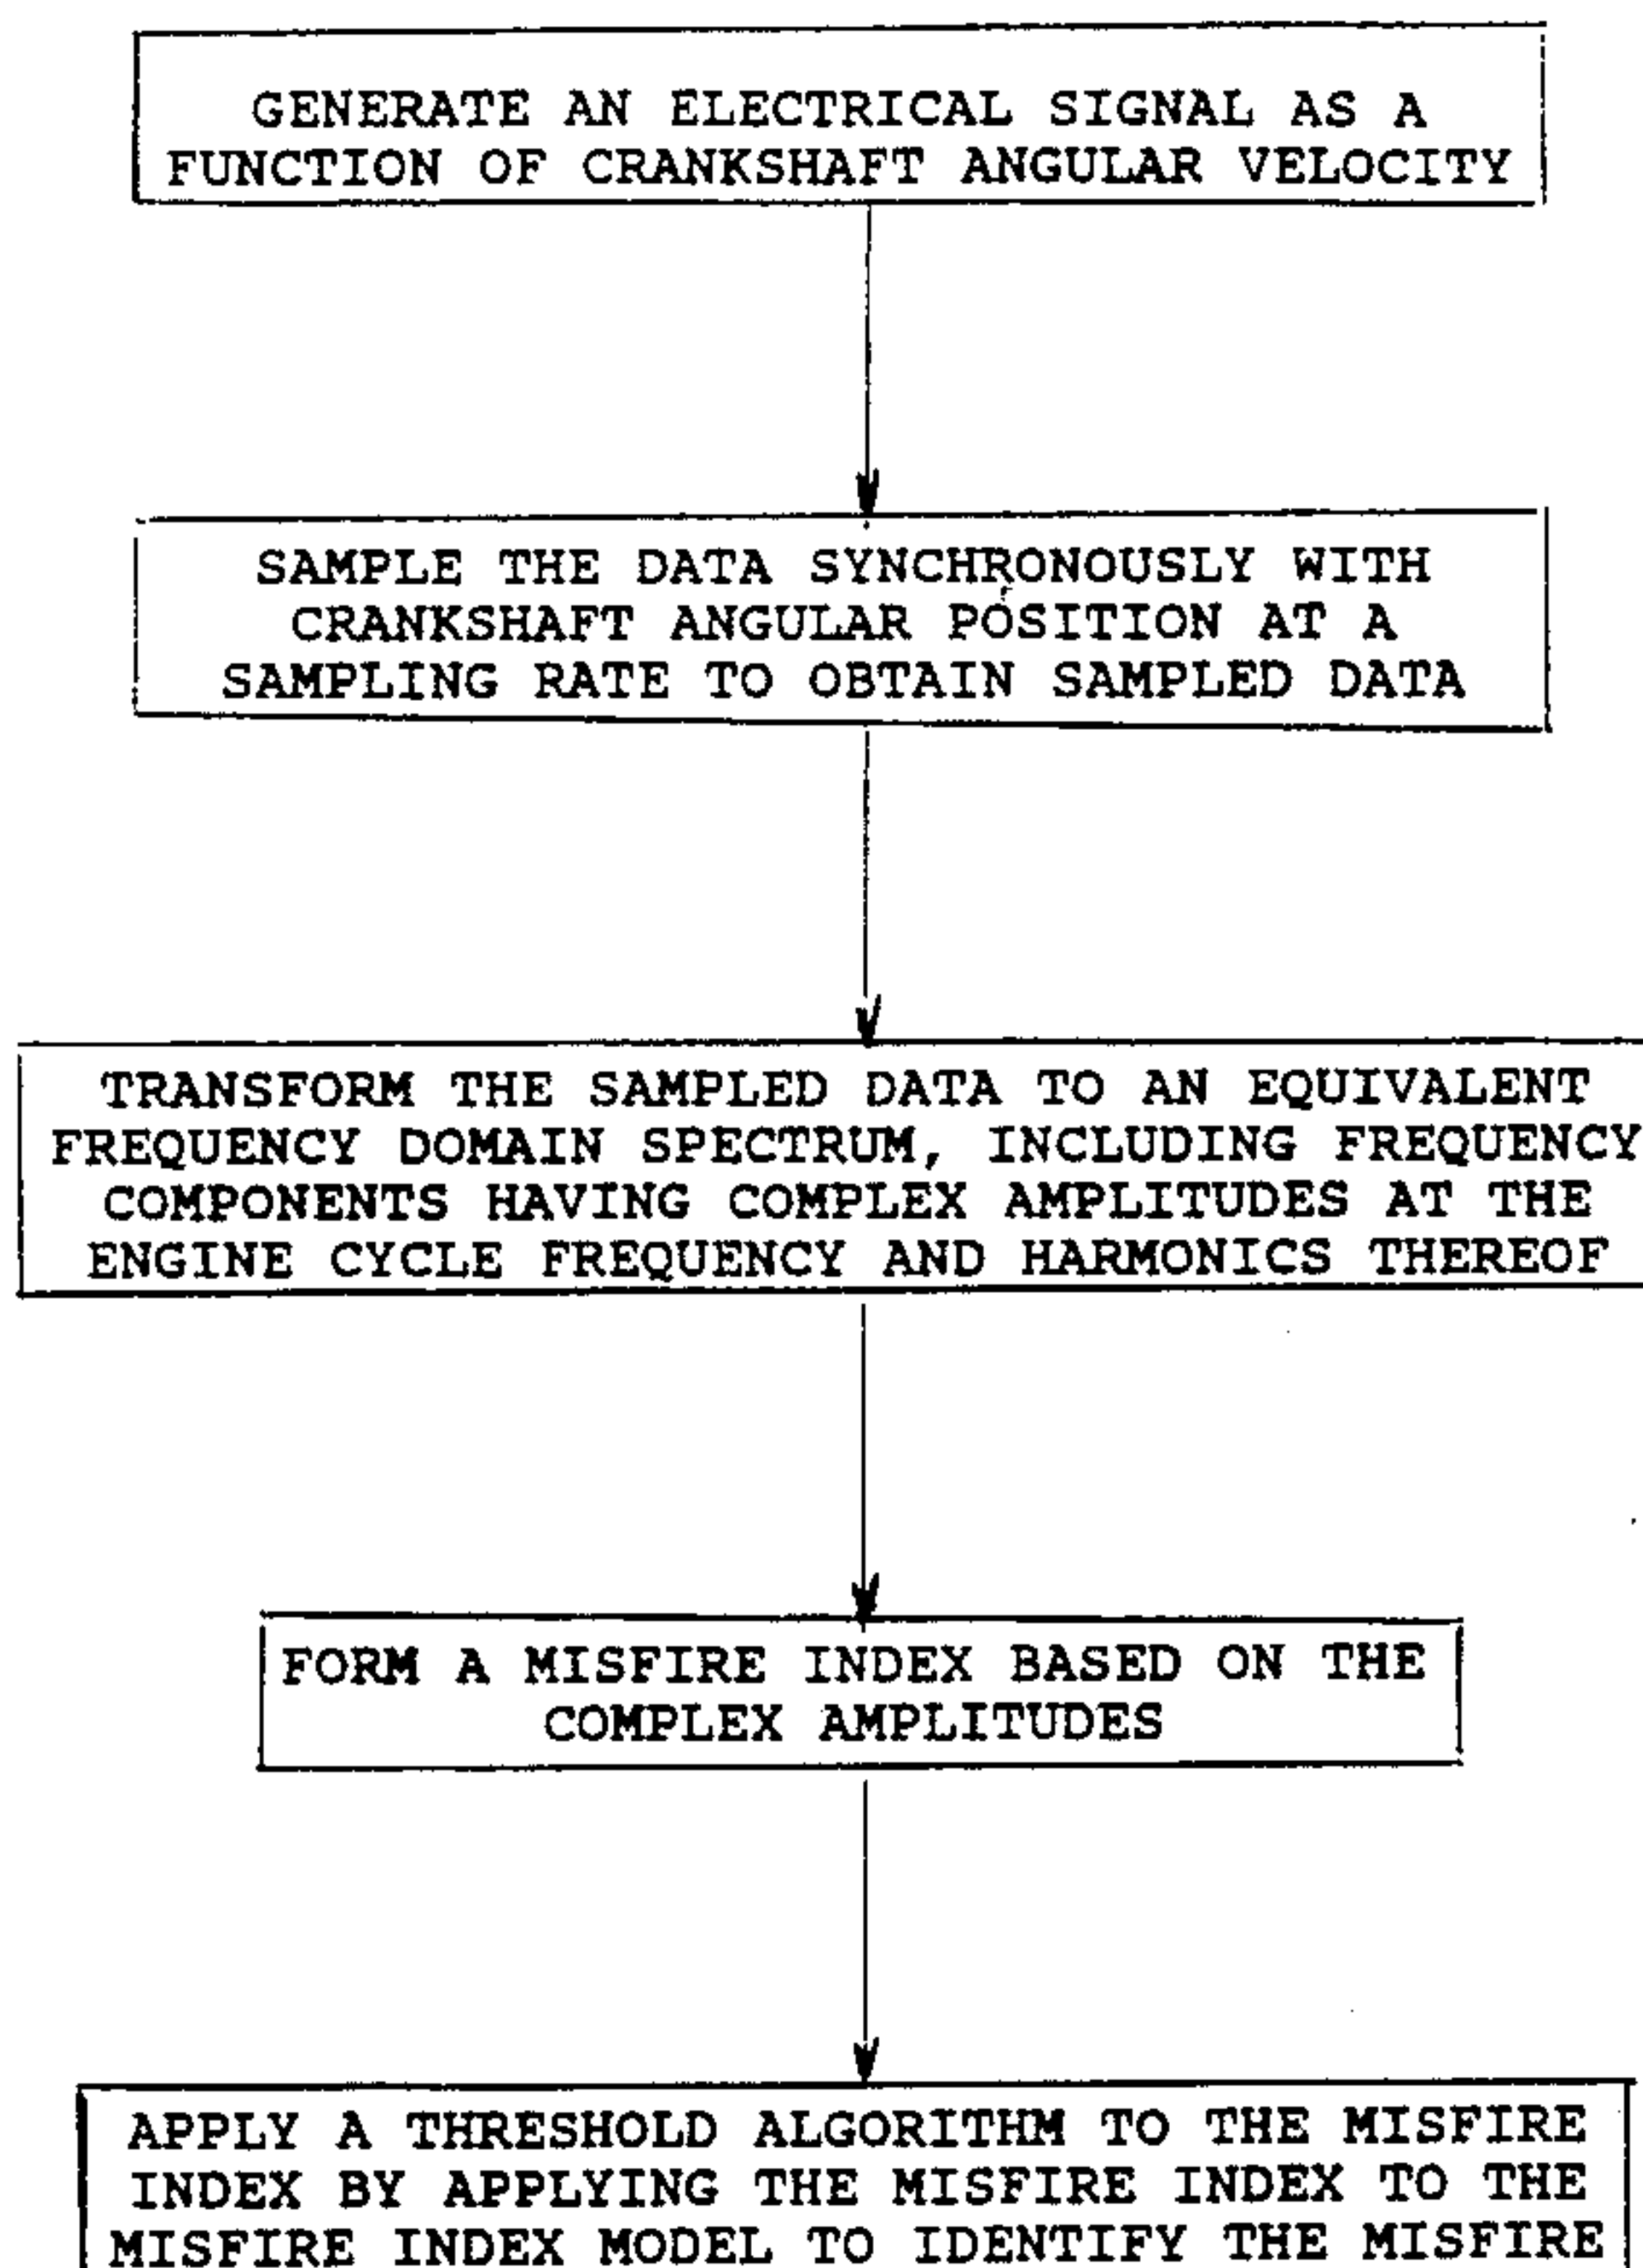 GENERATE AN ELECTRICAL SIGNAL AS A
FUNCTION OF CRANKSHAFT ANGULAR VELOCITY
SAMPLE THE DATA SYNCHRONOUSLY WITH
CRANKSHAFT ANGULAR POSITION AT A
SAMPLING RATE TO OBTAIN SAMPLED DATA
TRANSFORM THE SAMPLED DATA TO AN EQUIVALENT
FREQUENCY DOMAIN SPECTRUM, INCLUDING FREQUENCY
COMPONENTS HAVING COMPLEX AMPLITUDES AT THE
ENGINE CYCLE FREQUENCY AND HARMONICS THEREOF
FORM A MISFIRE INDEX BASED ON THE
COMPLEX AMPLITUDES
APPLY A THRESHOLD ALGORITHM TO THE MISFIRE
INDEX BY APPLYING THE MISFIRE INDEX TO THE
MISFIRE INDEX MODEL TO IDENTIFY THE MISFIRE